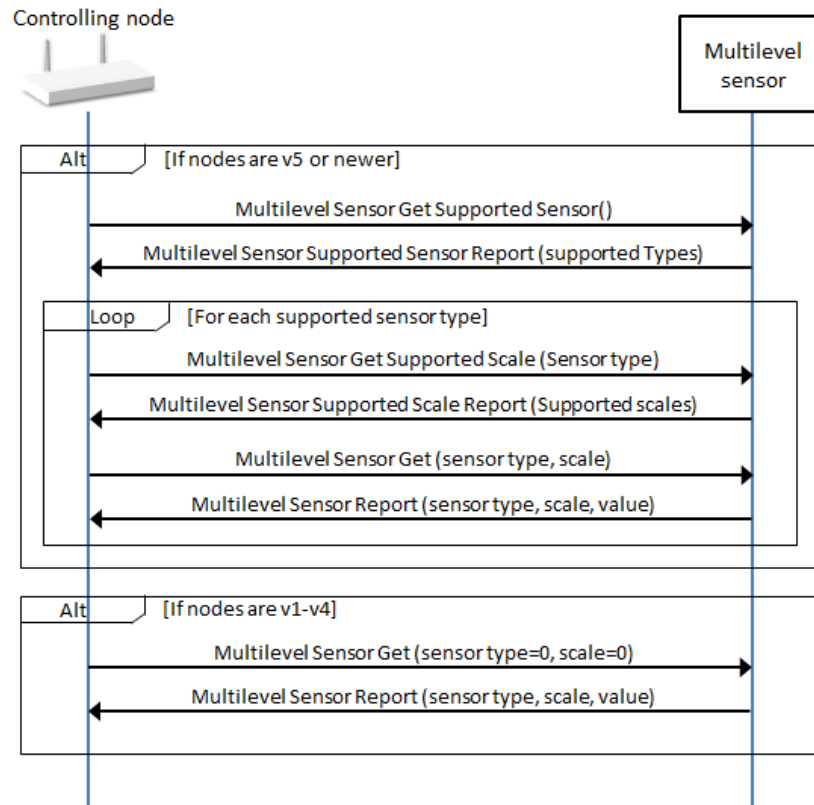 Controlling node
Multilevel
sensor
Alt
[If nodes are v5 or newer]
Multilevel Sensor Get Supported Sensor()
Multilevel Sensor Supported Sensor Report (supported Types)
Loop
[For each supported sensor type]
Multilevel Sensor Get Supported Scale (Sensor type)
Multilevel Sensor Supported Scale Report (Supported scales)
Multilevel Sensor Get (sensor type, scale)
Multilevel Sensor Report (sensor type, scale, value)
Alt
[If nodes are v1-v4]
Multilevel Sensor Get (sensor type=0, scale=0)
Multilevel Sensor Report (sensor type, scale, value)